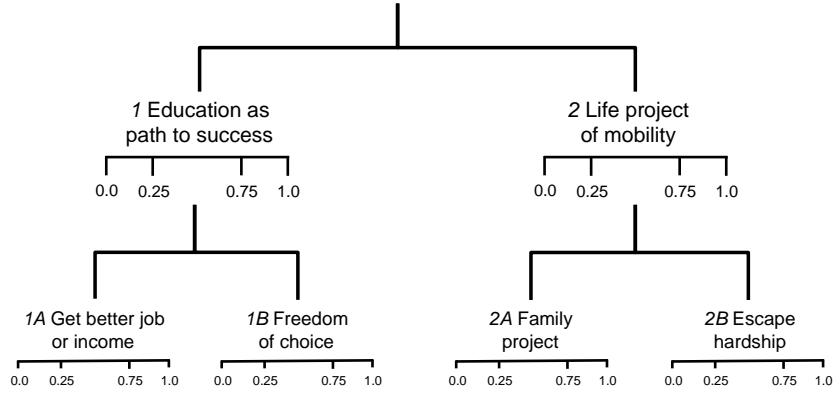 1 Education as
path to success
2 Life project
of mobility
0.0 0.25 0.75 1.0
0.0 0.25 0.75 1.0
1A Get better job
or income
1B Freedom
of choice
2A Family
project
2B Escape
hardship
0.0 0.25 0.75 1.0
0.0 0.25 0.75 1.0
0.0 0.25 0.75 1.0
0.0 0.25 0.75 1.0